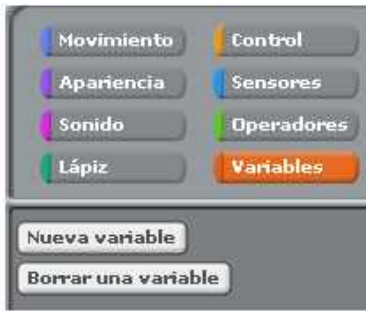 Movimiento Control
Apariencia Sensores
Sonido Operadores
Lápiz Variables
Nueva variable
Borrar una variable